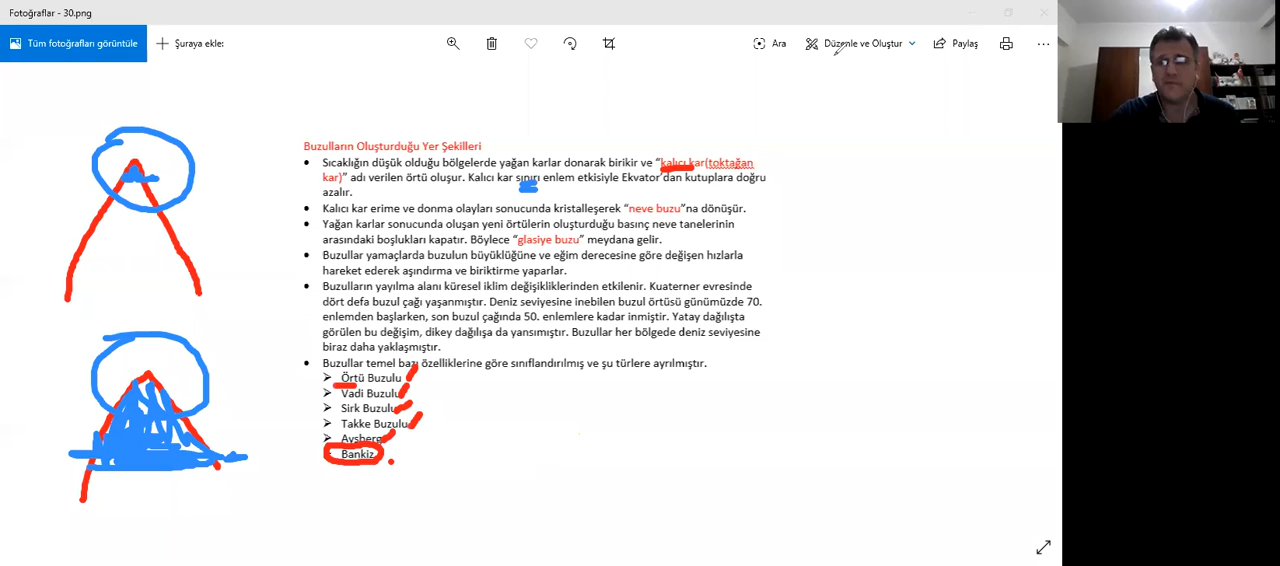 Fotoğraflar - 30.png
Tüm fotoğrafları görüntüle
Şuraya ekle:
Ara
Düzenle ve Oluştur
Paylaş
Buzulların Oluşturduğu Yer Şekilleri
• Sıcaklığın düşük olduğu bölgelerde yağan karlar donarak birikir ve “kalıcı kar(toktağan
kar)” adı verilen örtü oluşur. Kalıcı kar sınırı enlem etkisiyle Ekvator’dan kutuplara doğru
azalır.
• Kalıcı kar erime ve donma olayları sonucunda kristalleşerek “neve buzu”na dönüşür.
• Yağan karlar sonucunda oluşan yeni örtülerin oluşturduğu basınç neve tanelerinin
arasındaki boşlukları kapatır. Böylece “glasiye buzu” meydana gelir.
• Buzullar yamaçlarda buzulun büyüklüğüne ve eğim derecesine göre değişen hızlarla
hareket ederek aşındırma ve biriktirme yaparlar.
• Buzulların yayılma alanı küresel iklim değişikliklerinden etkilenir. Kuaterner evresinde
dört defa buzul çağı yaşanmıştır. Deniz seviyesine inebilen buzul örtüsü günümüzde 70.
enlemden başlarken, son buzul çağında 50. enlemlere kadar inmiştir. Yatay dağılışta
görülen bu değişim, dikey dağılışa da yansımıştır. Buzullar her bölgede deniz seviyesine
biraz daha yaklaşmıştır.
• Buzullar temel bazı özelliklerine göre sınıflandırılmış ve şu türlere ayrılmıştır.
➢ Örtü Buzulu
➢ Vadi Buzulu
➢ Sirk Buzulu
➢ Takke Buzulu
➢ Aysberg
Bankiz